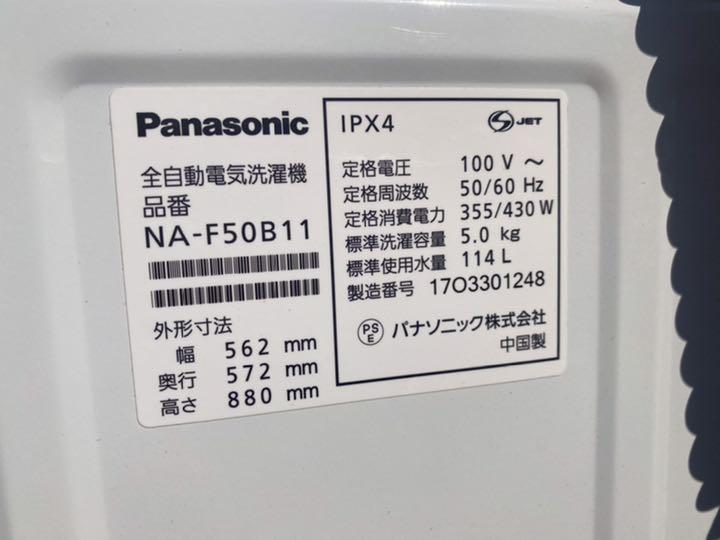 Panasonic
全自動電気洗濯機
品番
NA-F50B11
外形寸法
幅 562 mm
奥行 572 mm
高さ 880 mm
IPX4 S JET
定格電圧 100 V ～
定格周波数 50/60 Hz
定格消費電力 355/430 W
標準洗濯容量 5.0 kg
標準使用水量 114 L
製造番号 17O3301248
PS E パナソニック株式会社
中国製